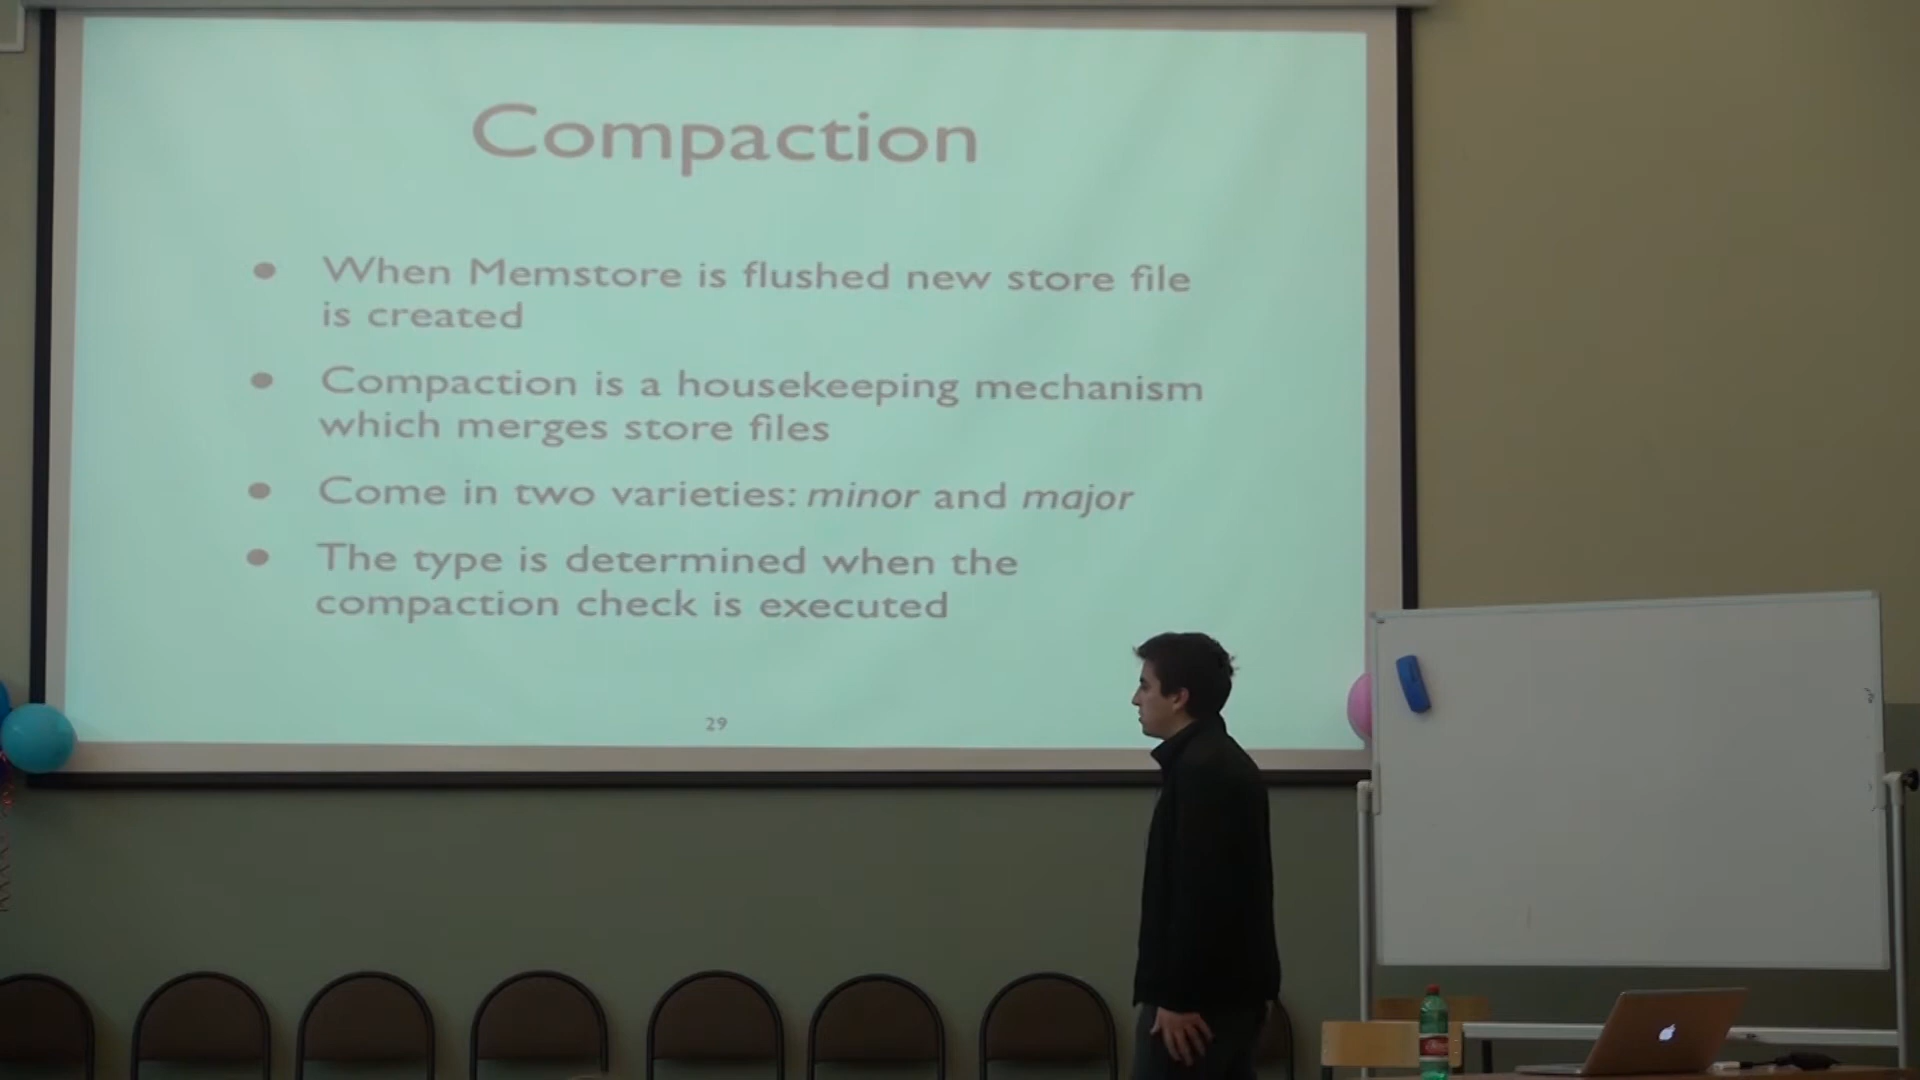 Compaction
• When Memstore is flushed new store file
is created
• Compaction is a housekeeping mechanism
which merges store files
• Come in two varieties: minor and major
• The type is determined when the
compaction check is executed
29